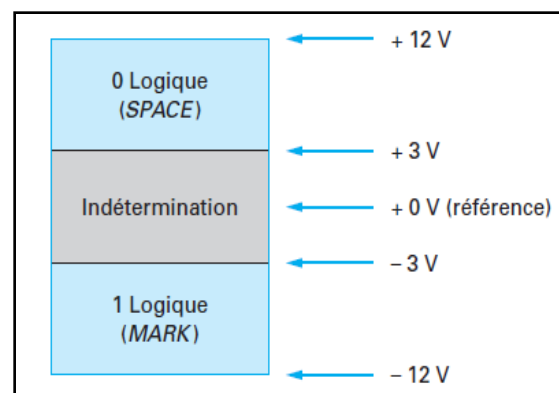 + 12 V
0 Logique
(SPACE)
+ 3 V
Indétermination
+ 0 V (référence)
– 3 V
1 Logique
(MARK)
– 12 V